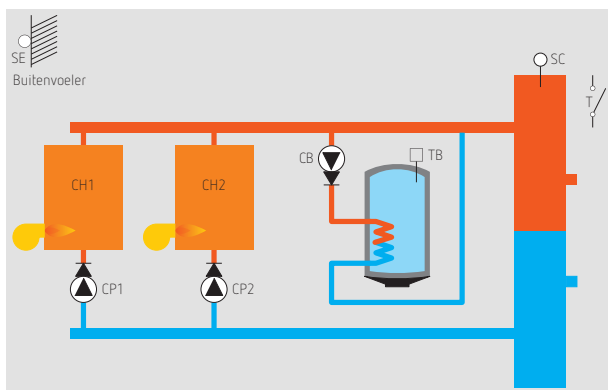 SE
Buitenvoeler
SC
T
CB
TB
CH1
CH2
CP1
CP2